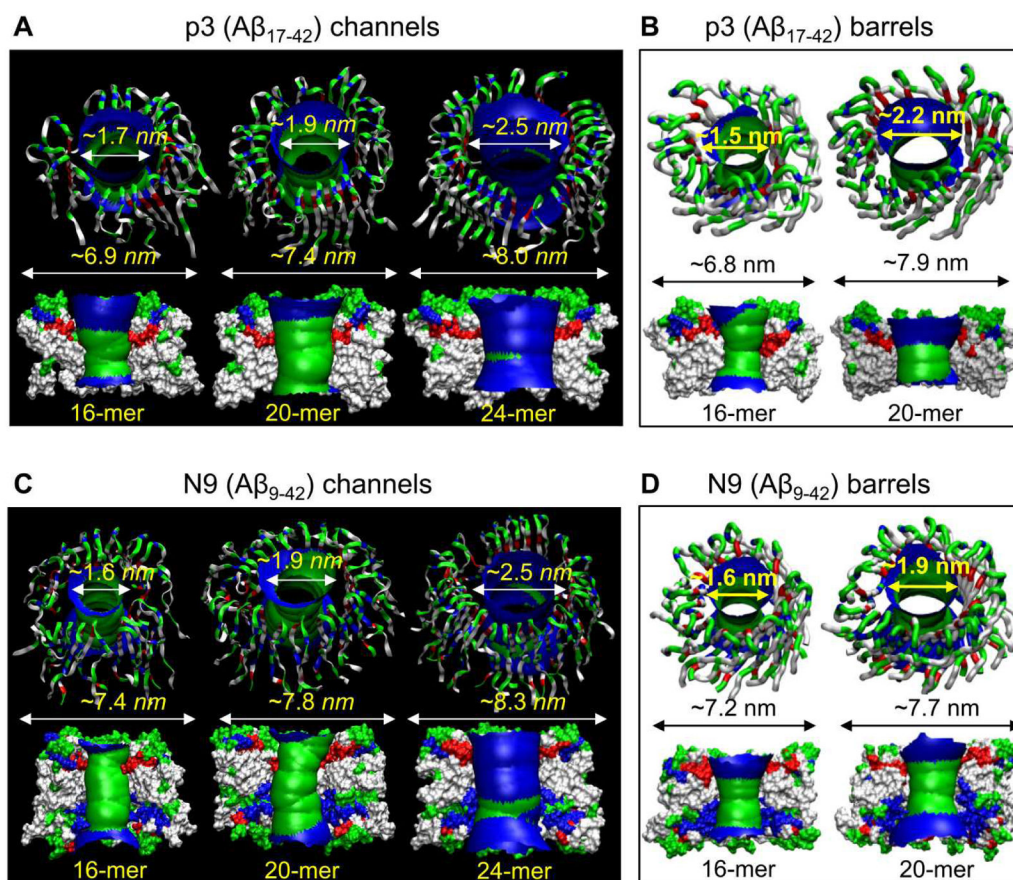 A p3 (Aβ17-42) channels
~1.7 nm ~1.9 nm ~2.5 nm
~6.9 nm ~7.4 nm ~8.0 nm
16-mer 20-mer 24-mer
B p3 (Aβ17-42) barrels
~1.5 nm ~2.2 nm
~6.8 nm ~7.9 nm
16-mer 20-mer
C N9 (Aβ9-42) channels
~1.6 nm ~1.9 nm ~2.5 nm
~7.4 nm ~7.8 nm ~8.3 nm
16-mer 20-mer 24-mer
D N9 (Aβ9-42) barrels
~1.6 nm ~1.9 nm
~7.2 nm ~7.7 nm
16-mer 20-mer